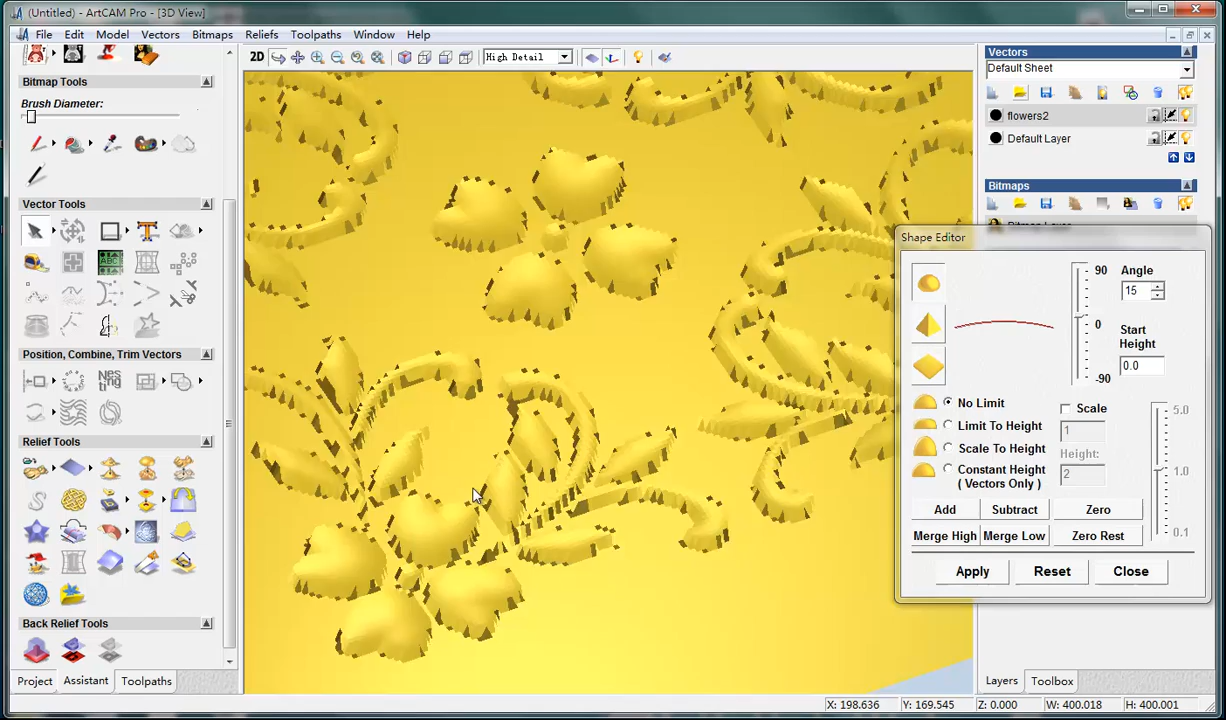 (Untitled) - ArtCAM Pro - [3D View]
File Edit Model Vectors Bitmaps Reliefs Toolpaths Window Help
2D High Detail
Bitmap Tools
Brush Diameter:
Vector Tools
ABC
Position, Combine, Trim Vectors
Relief Tools
Back Relief Tools
Project Assistant Toolpaths
Vectors
Default Sheet
flowers2
Default Layer
Bitmaps
Shape Editor
90
0
-90
Angle
15
Start
Height
0.0
No Limit
Limit To Height
Scale To Height
Constant Height
( Vectors Only )
Scale
1
Height:
2
5.0
1.0
0.1
Add Subtract Zero
Merge High Merge Low Zero Rest
Apply Reset Close
Layers Toolbox
X: 198.636 Y: 169.545 Z: 0.000 W: 400.018 H: 400.001